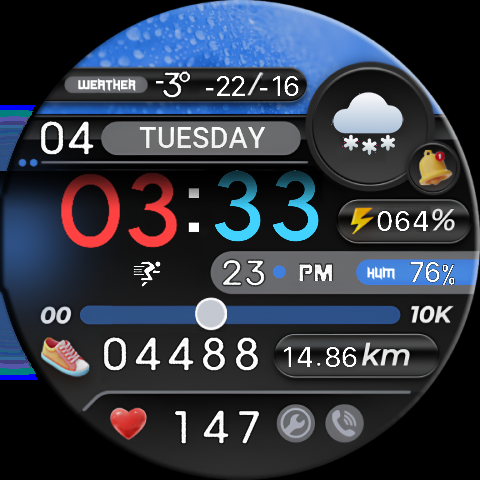 WEATHER -3° -22/-16
04 TUESDAY
03:33
064%
23 PM HUM 76%
00 10K
04488 14.86km
147